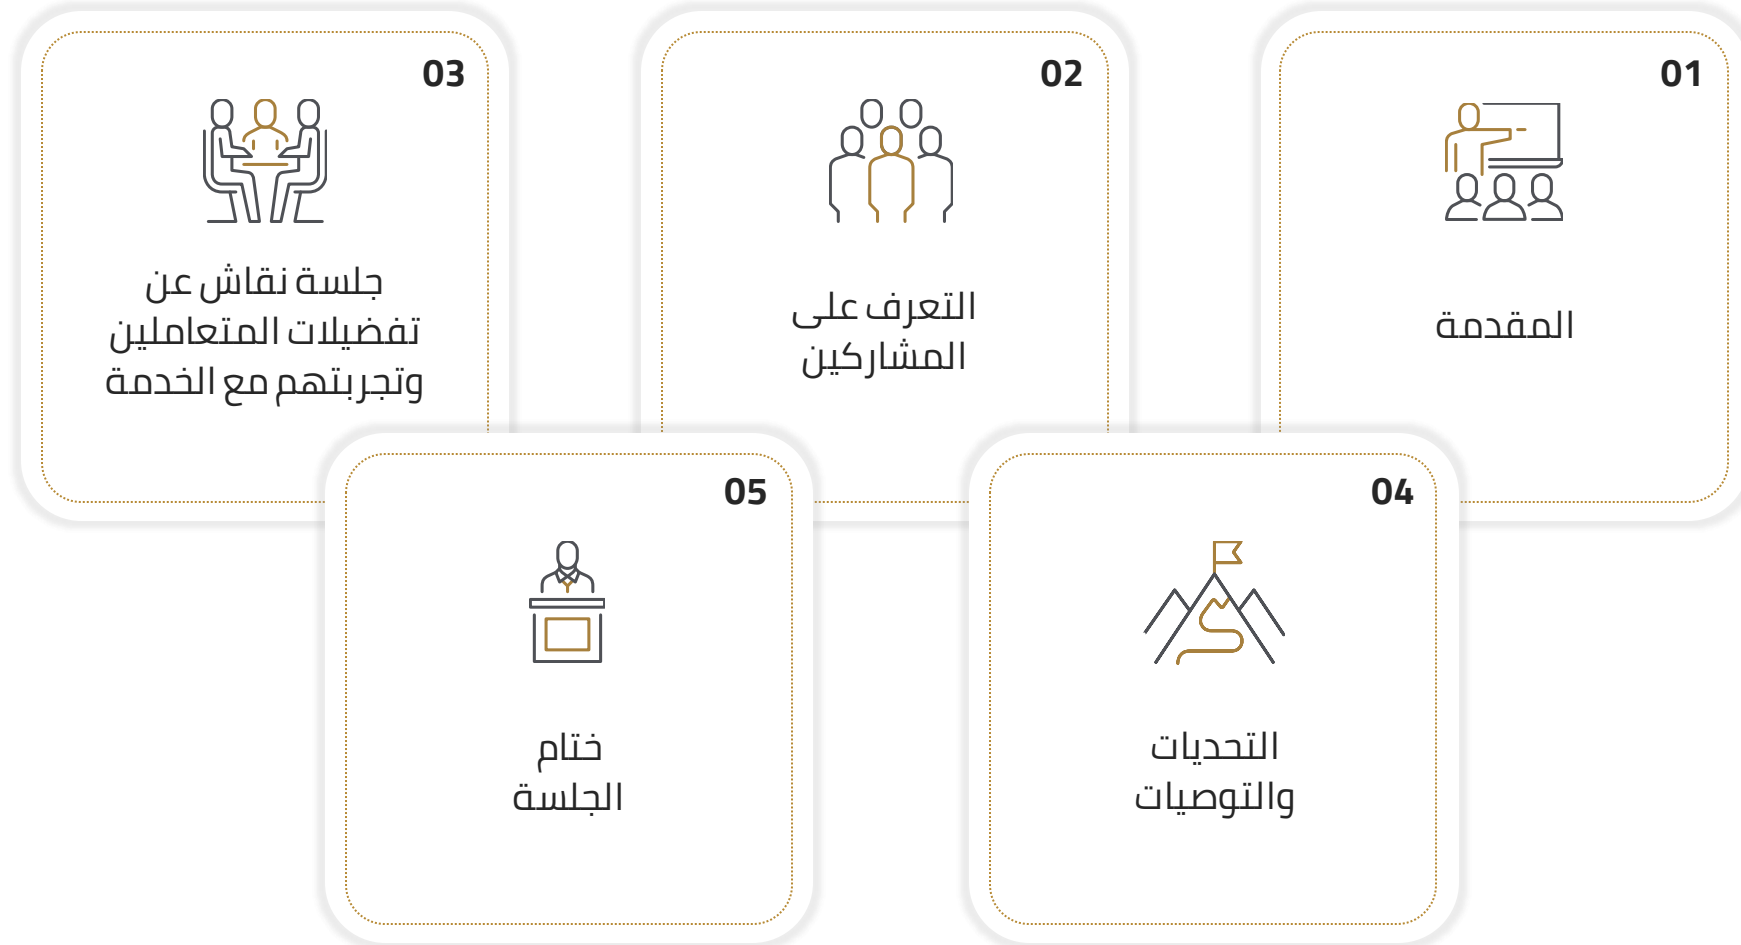 01
المقدمة
02
التعرف على
المشاركين
03
جلسة نقاش عن
تفضيلات المتعاملين
وتجربتهم مع الخدمة
04
التحديات
والتوصيات
05
ختام
الجلسة